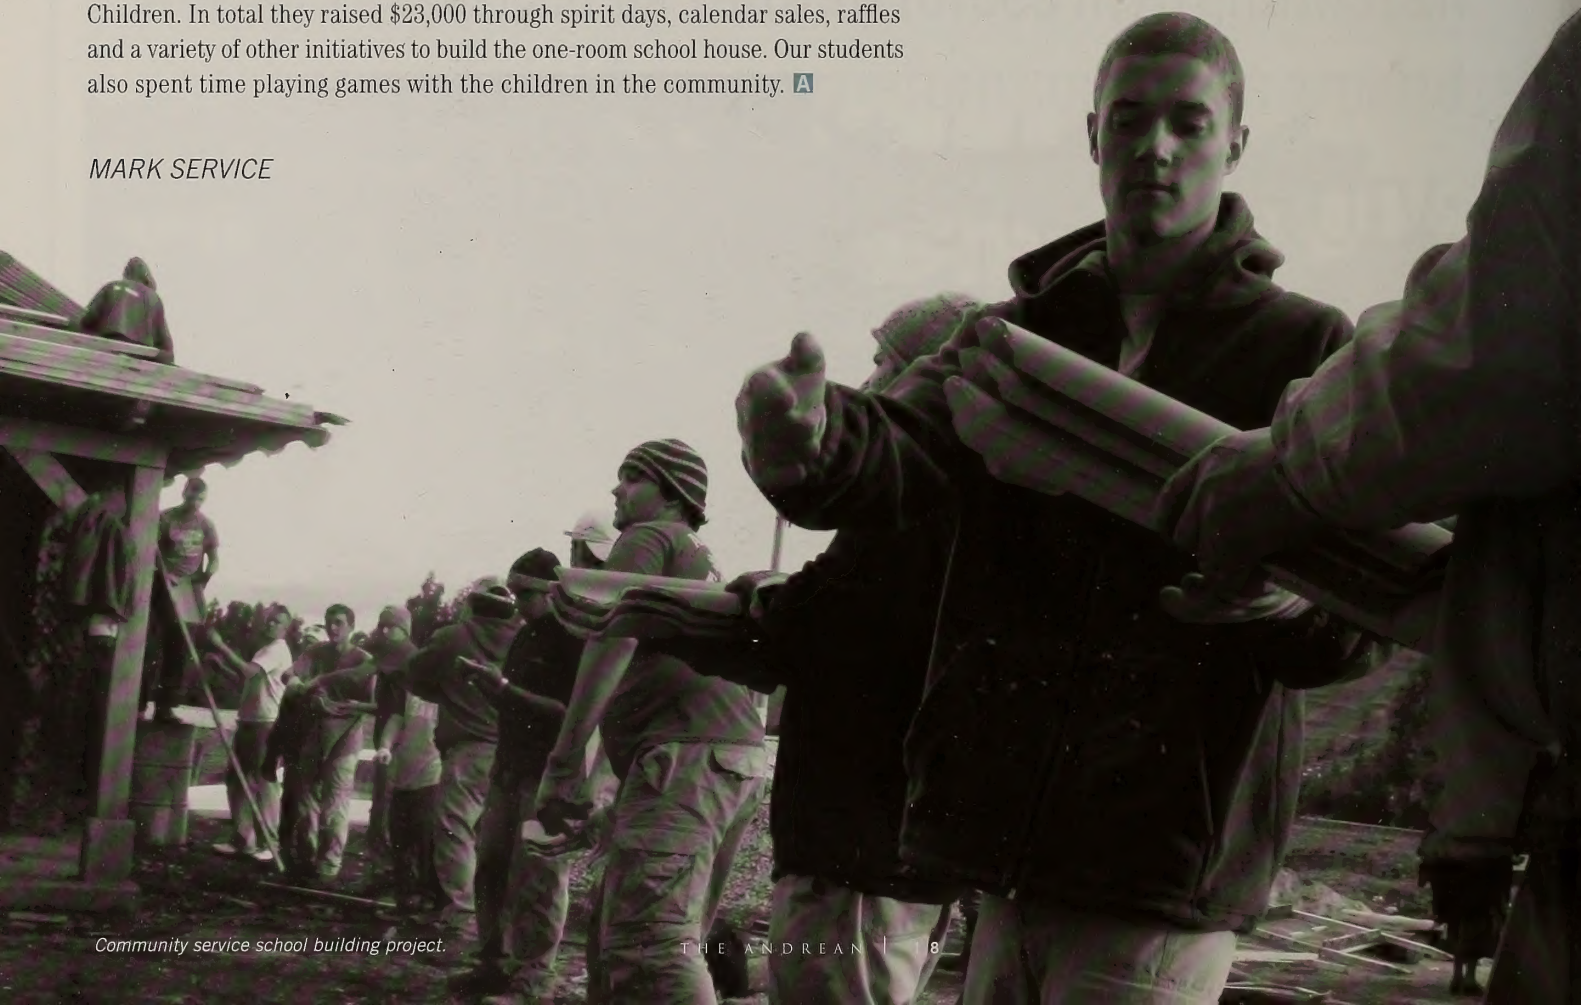 Children. In total they raised $23,000 through spirit days, calendar sales, raffles
and a variety of other initiatives to build the one-room school house. Our students
also spent time playing games with the children in the community. A
MARK SERVICE
Community service school building project.
THE ANDREAN | 8